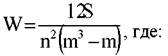 W = 12S / n²(m³ − m), где: